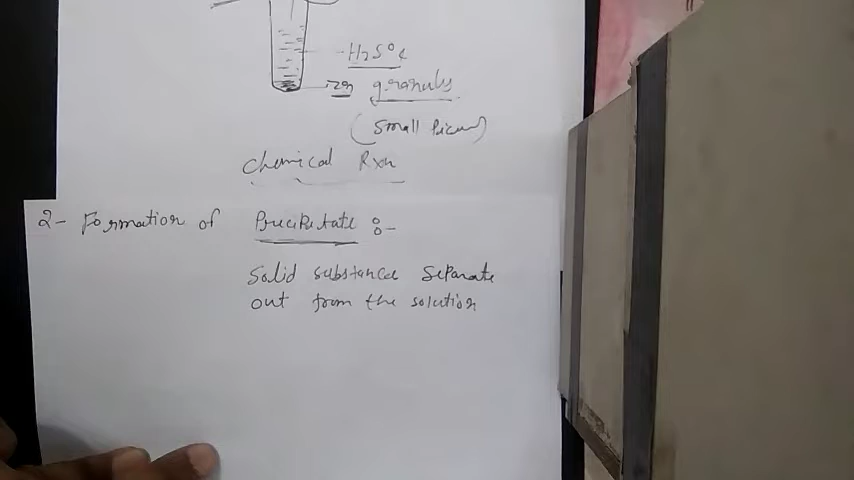 H2SO4
Zn granules
(Small Pieces)
Chemical Rxn
2- Formation of Precipitate :-
Solid substance separate
out from the solution